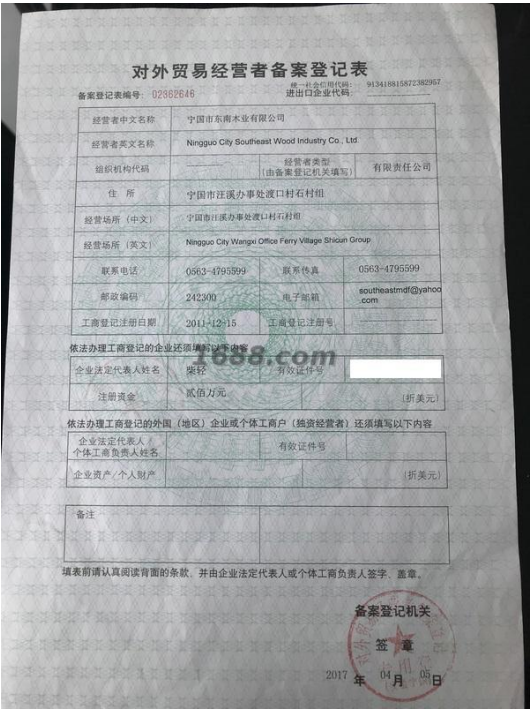 对外贸易经营者备案登记表
统一社会信用代码:
913418815872382957
备案登记表编号: 02362646
进出口企业代码:
经营者中文名称 宁国市东南木业有限公司
经营者英文名称 Ningguo City Southeast Wood Industry Co., Ltd
组织机构代码 经营者类型 有限责任公司
(由备案登记机关填写)
住 所 宁国市汪溪办事处渡口村石村组
经营场所（中文） 宁国市汪溪办事处渡口村石村组
经营场所（英文） Ningguo City Wangxi Office Ferry Village Shicun Group
联系电话 0563-4795599 联系传真 0563-4795599
邮政编码 242300 电子邮箱 southeastmdf@yahoo
.com
工商登记注册日期 2011-12-15 工商登记注册号
依法办理工商登记的企业还须填写以下内容
1688.com
企业法定代表人姓名 柴轻 有效证件号
注册资金 贰佰万元 (折美元)
依法办理工商登记的外国（地区）企业或个体工商户（独资经营者）还须填写以下内容
企业法定代表人/
个体工商负责人姓名 有效证件号
企业资产/个人财产 (折美元)
备注
填表前请认真阅读背面的条款，并由企业法定代表人或个体工商负责人签字、盖章。
备案登记机关
签 章
2017 年 04 月 05 日